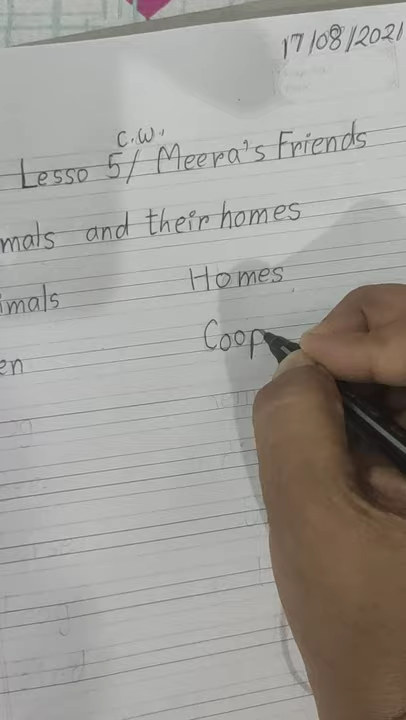 17/08/2021
C.W.
Lesso 5/ Meera's Friends
mals and their homes
imals Homes
en Coop